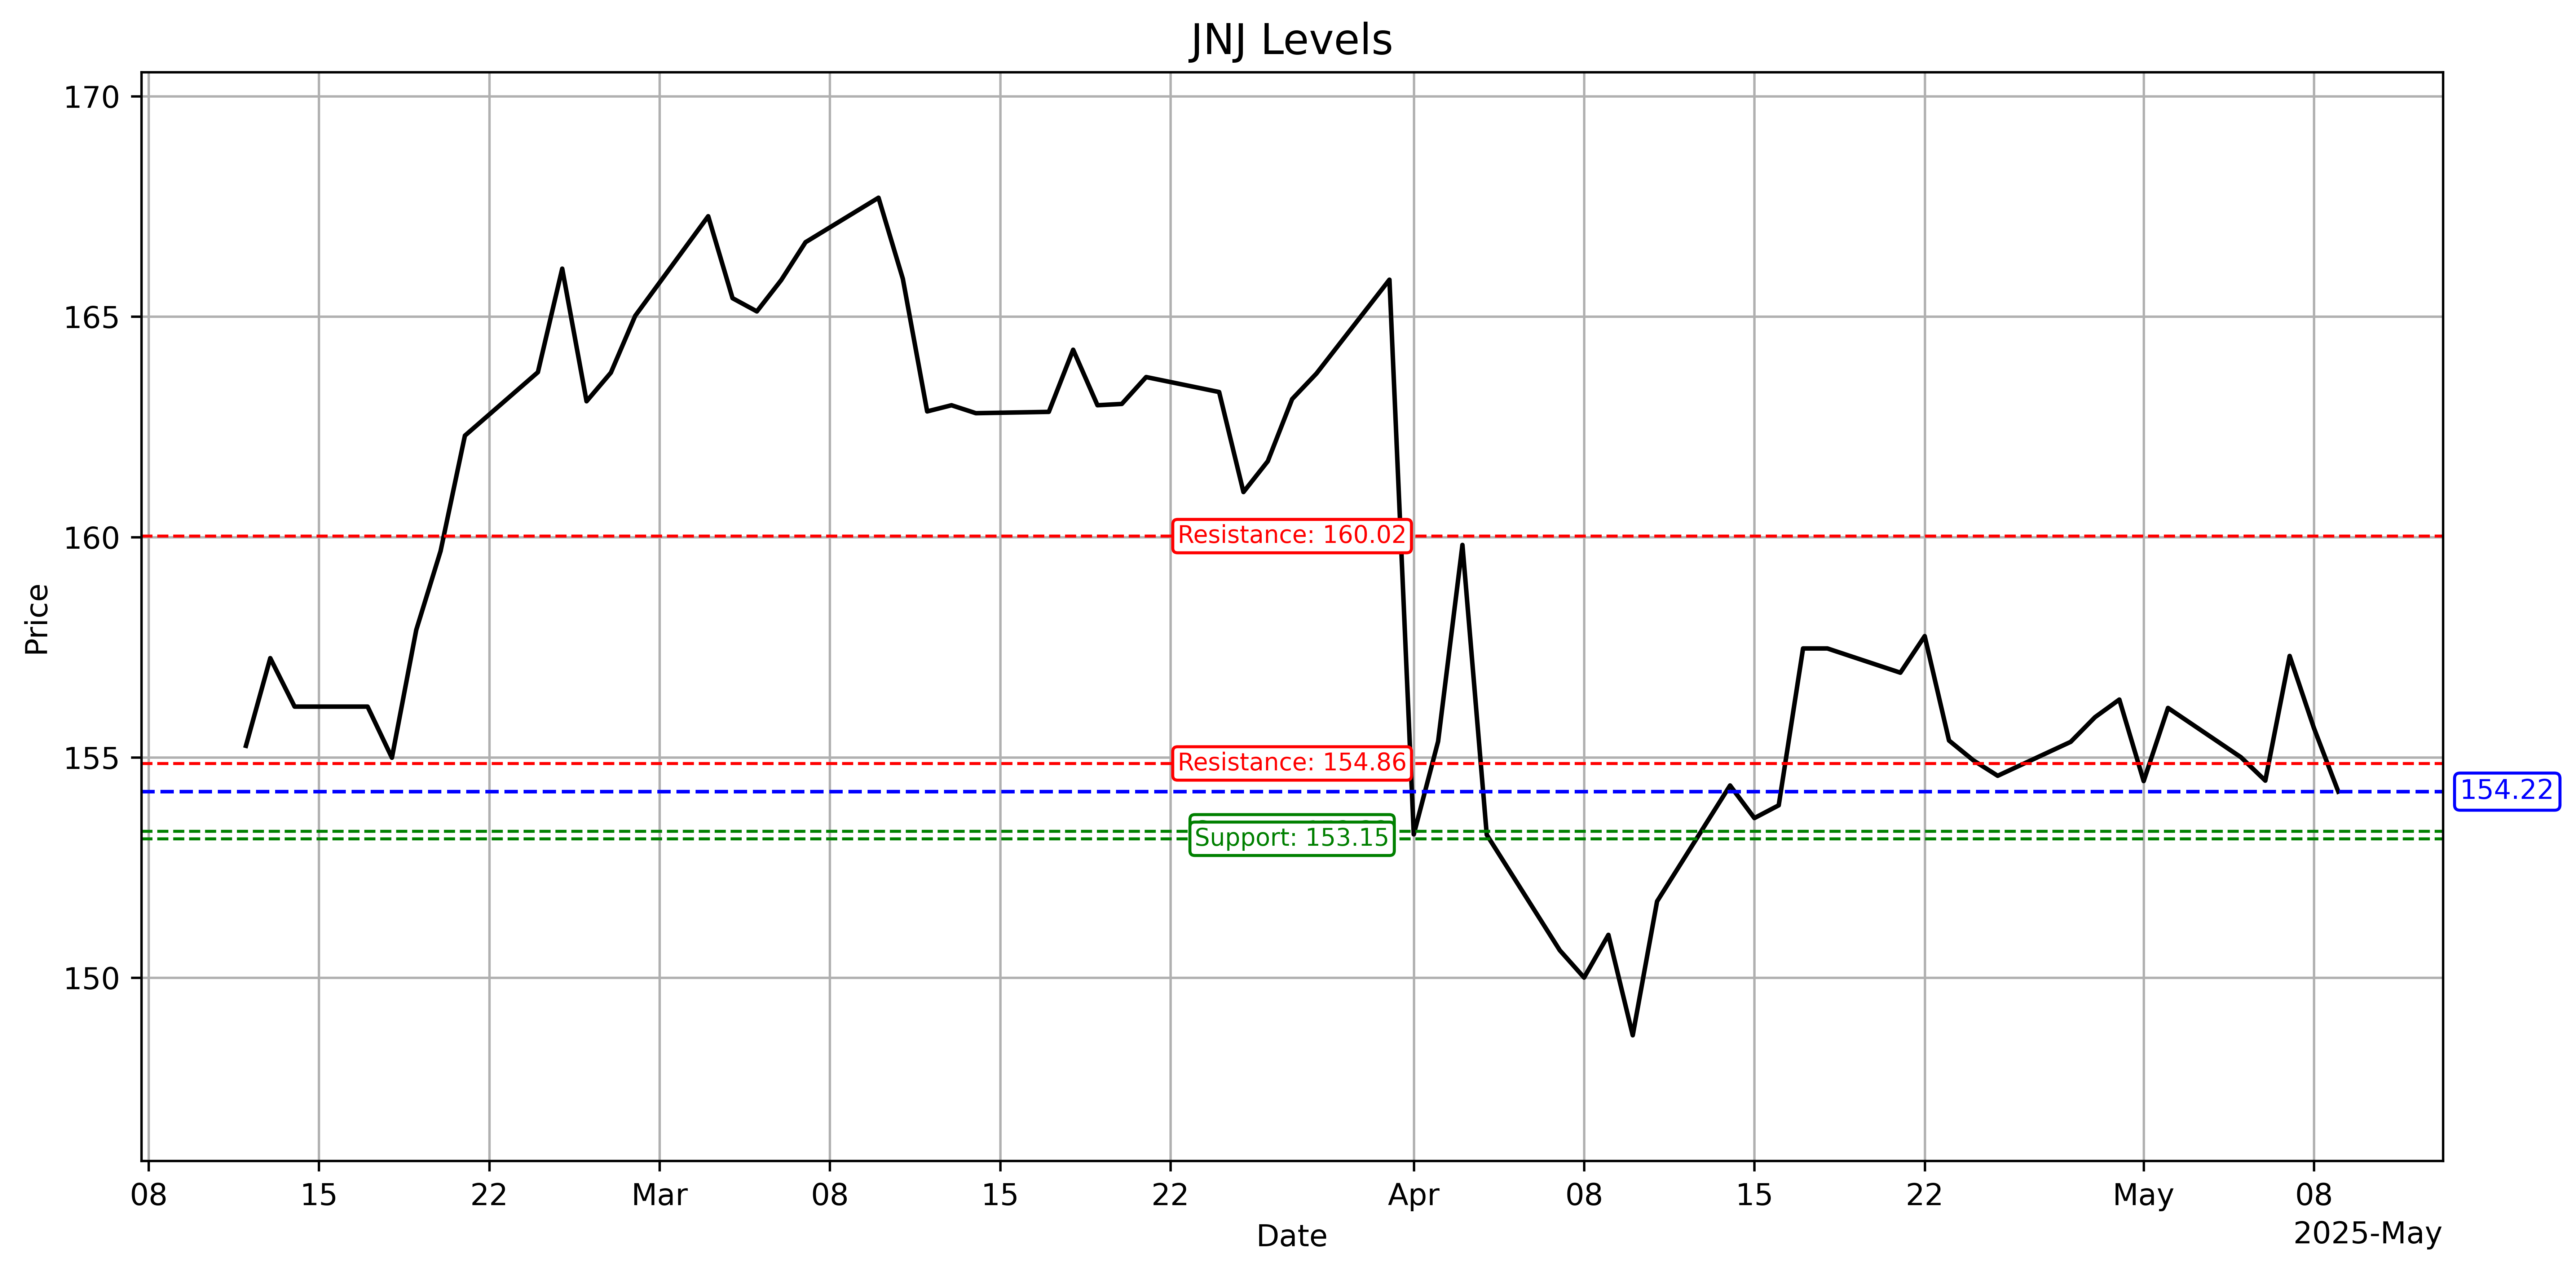 JNJ Levels
170
165
160
155
150
Price
Resistance: 160.02
Resistance: 154.86
154.22
Support: 153.15
08 15 22 Mar 08 15 22 Apr 08 15 22 May 08
Date
2025-May